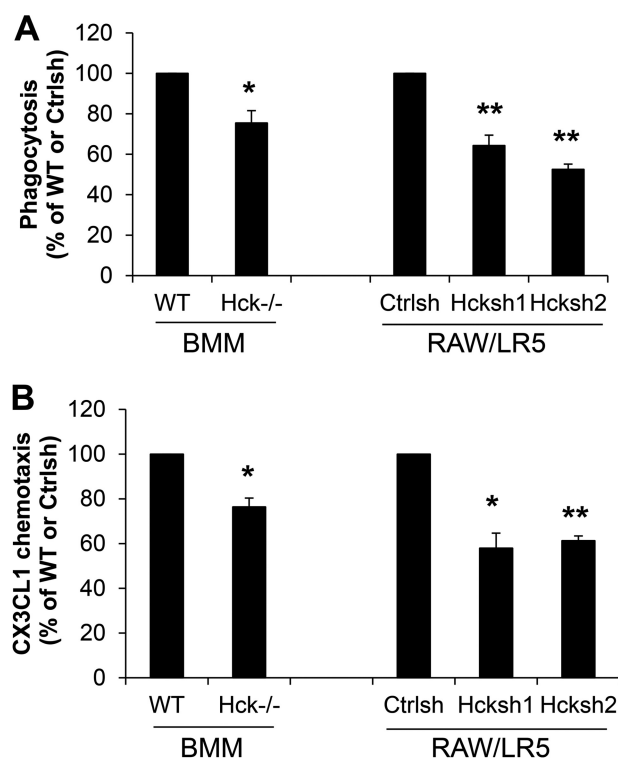 A
Phagocytosis
(% of WT or Ctrlsh)
120
100
80
60
40
20
0
*
**
**
WT
Hck-/-
Ctrlsh
Hcksh1
Hcksh2
BMM
RAW/LR5
B
CX3CL1 chemotaxis
(% of WT or Ctrlsh)
120
100
80
60
40
20
0
*
*
**
WT
Hck-/-
Ctrlsh
Hcksh1
Hcksh2
BMM
RAW/LR5